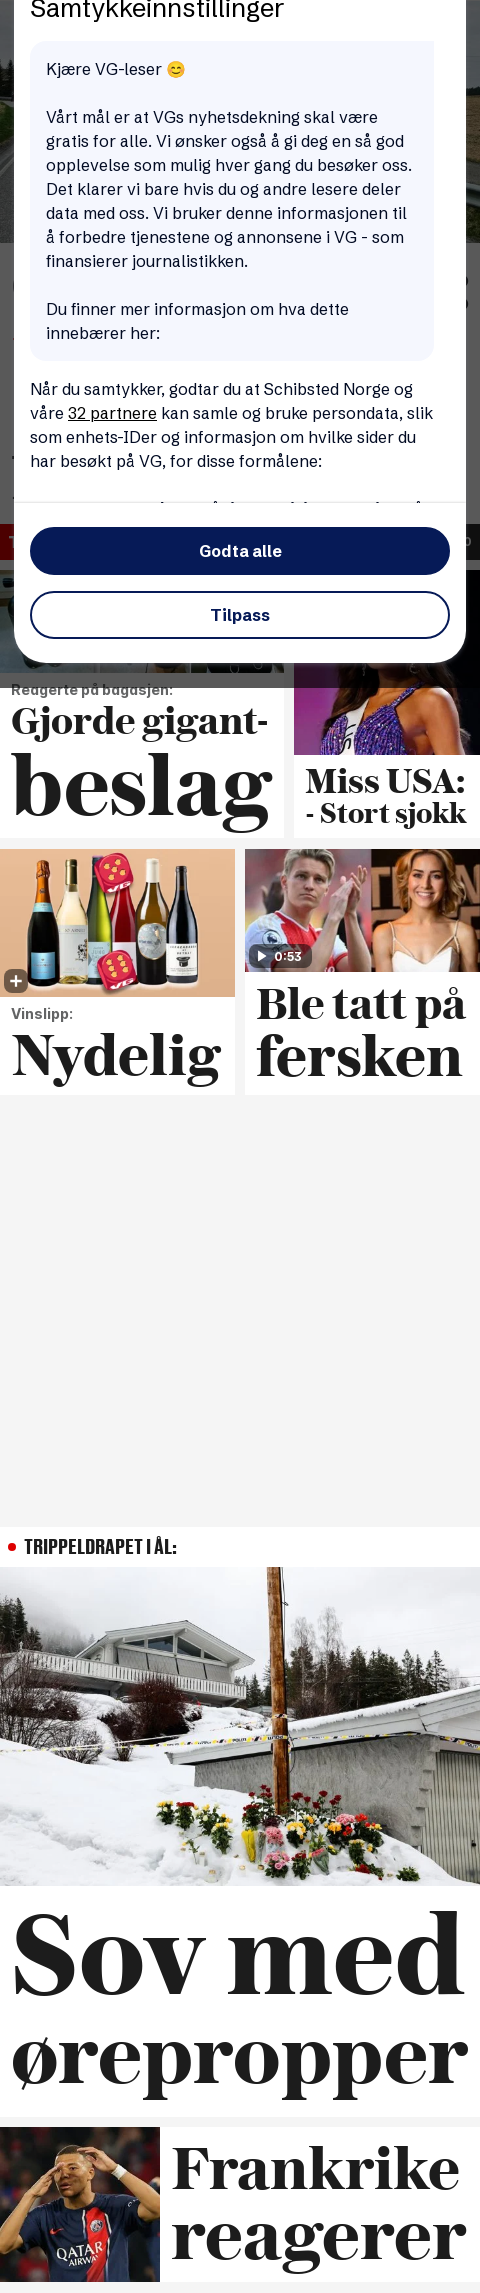 Samtykkeinnstillinger
Kjære VG-leser 😊
Vårt mål er at VGs nyhetsdekning skal være
gratis for alle. Vi ønsker også å gi deg en så god
opplevelse som mulig hver gang du besøker oss.
Det klarer vi bare hvis du og andre lesere deler
data med oss. Vi bruker denne informasjonen til
å forbedre tjenestene og annonsene i VG - som
finansierer journalistikken.
Du finner mer informasjon om hva dette
innebærer her:
Når du samtykker, godtar du at Schibsted Norge og
våre 32 partnere kan samle og bruke persondata, slik
som enhets-IDer og informasjon om hvilke sider du
har besøkt på VG, for disse formålene:
Godta alle
Tilpass
Reagerte på bagasjen:
Gjorde gigant-
beslag
Miss USA:
- Stort sjokk
VG
VG
Vinslipp:
Nydelig
0:53
Ble tatt på
fersken
TRIPPELDRAPET I ÅL:
Sov med
ørepropper
QATAR
AIRWAY
Frankrike
reagerer